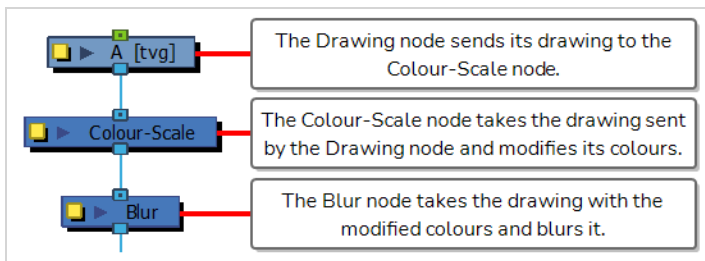 A [tvg]
The Drawing node sends its drawing to the
Colour-Scale node.
Colour-Scale
The Colour-Scale node takes the drawing sent
by the Drawing node and modifies its colours.
Blur
The Blur node takes the drawing with the
modified colours and blurs it.